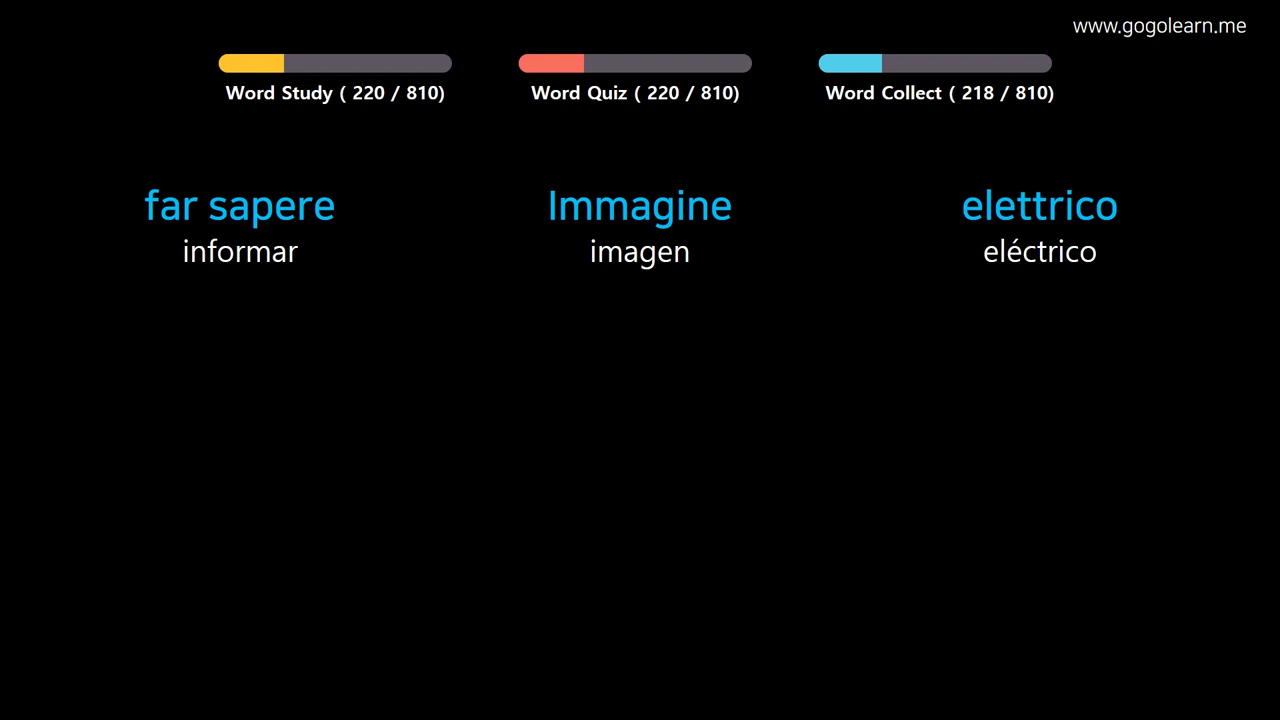 www.gogolearn.me
Word Study ( 220 / 810)
Word Quiz ( 220 / 810)
Word Collect ( 218 / 810)
far sapere
informar
Immagine
imagen
elettrico
eléctrico